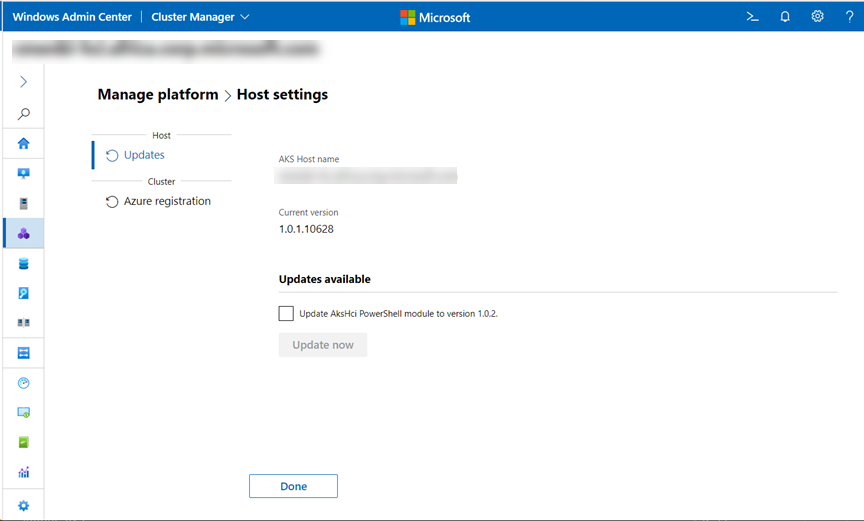 Windows Admin Center | Cluster Manager
Microsoft
Manage platform > Host settings
Host
Updates
Cluster
Azure registration
AKS Host name
Current version
1.0.1.10628
Updates available
Update AksHci PowerShell module to version 1.0.2.
Update now
Done